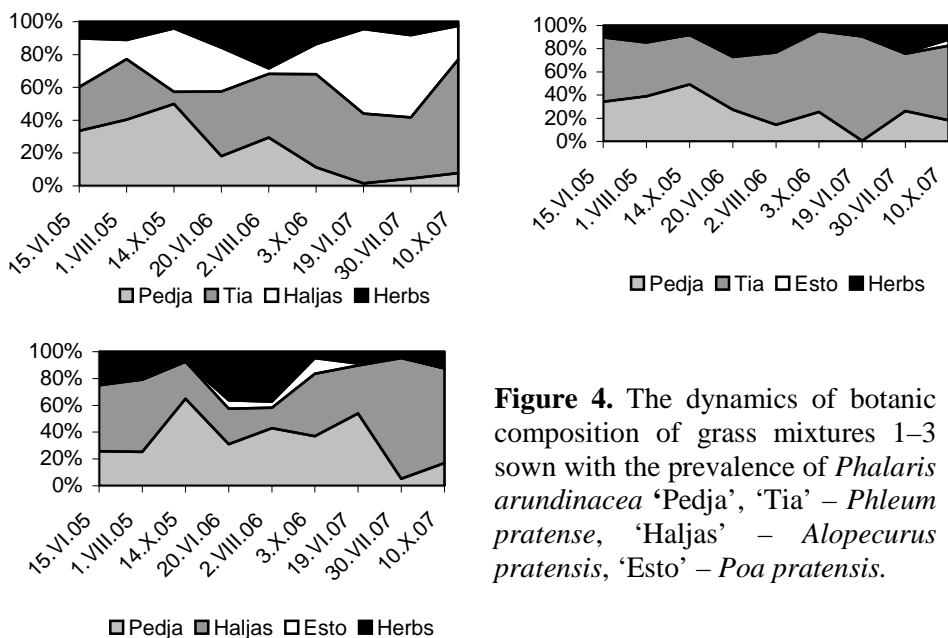 100%
80%
60%
40%
20%
0%
15.VI.05
1.VIII.05
14.X.05
20.VI.06
2.VIII.06
3.X.06
19.VI.07
30.VII.07
10.X.07
Pedja Tia Haljas Herbs
100%
80%
60%
40%
20%
0%
15.VI.05
1.VIII.05
14.X.05
20.VI.06
2.VIII.06
3.X.06
19.VI.07
30.VII.07
10.X.07
Pedja Tia Esto Herbs
100%
80%
60%
40%
20%
0%
15.VI.05
1.VIII.05
14.X.05
20.VI.06
2.VIII.06
3.X.06
19.VI.07
30.VII.07
10.X.07
Pedja Haljas Esto Herbs
Figure 4. The dynamics of botanic
composition of grass mixtures 1–3
sown with the prevalence of Phalaris
arundinacea ‘Pedja’, ‘Tia’ – Phleum
pratense, ‘Haljas’ – Alopecurus
pratensis, ‘Esto’ – Poa pratensis.